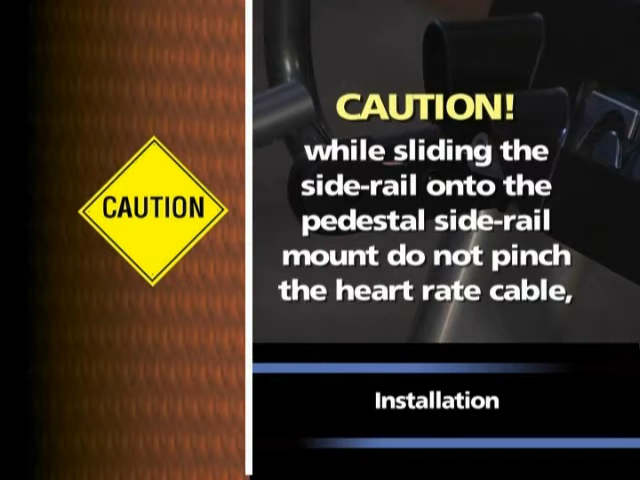 CAUTION
CAUTION!
while sliding the
side-rail onto the
pedestal side-rail
mount do not pinch
the heart rate cable,
Installation